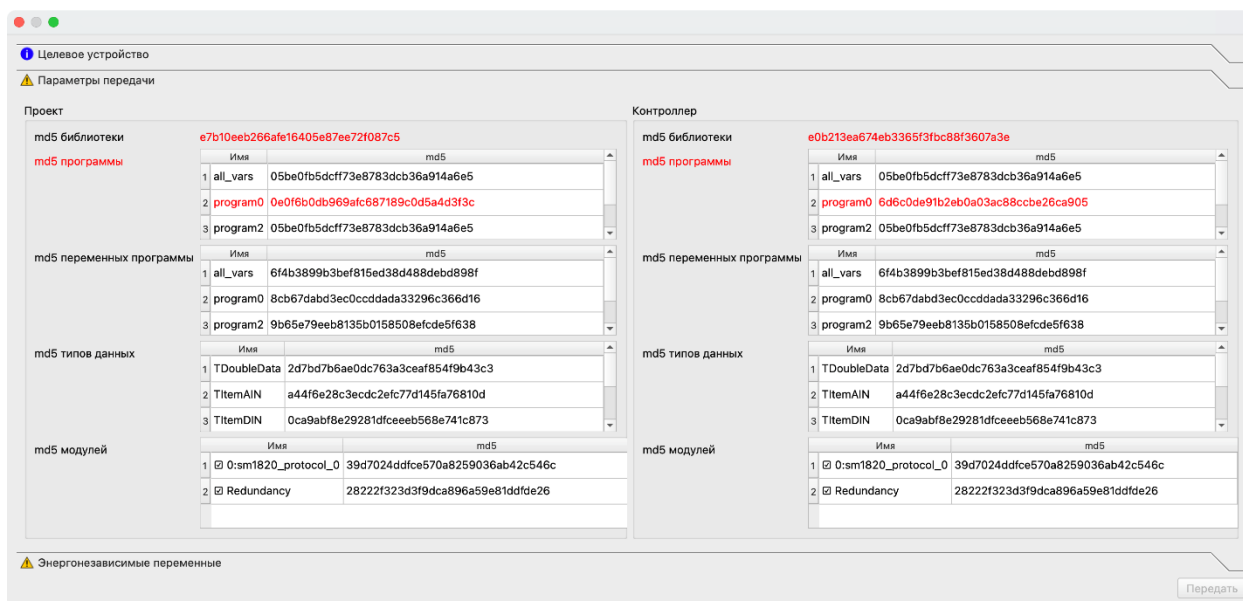 Целевое устройство
Параметры передачи
Проект
md5 библиотеки e7b10eeb266afe16405e87ee72f087c5
md5 программы
Имя md5
1 all_vars 05be0fb5dcff73e8783dcb36a914a6e5
2 program0 0e0f6b0db969afc687189c0d5a4d3f3c
3 program2 05be0fb5dcff73e8783dcb36a914a6e5
md5 переменных программы
Имя md5
1 all_vars 6f4b3899b3bef815ed38d488debd898f
2 program0 8cb67dabd3ec0ccddada33296c366d16
3 program2 9b65e79eeb8135b0158508efcde5f638
md5 типов данных
Имя md5
1 TDoubleData 2d7bd7b6ae0dc763a3ceaf854f9b43c3
2 TItemAIN a44f6e28c3ecdc2efc77d145fa76810d
3 TItemDIN 0ca9abf8e29281dfceeeb568e741c873
md5 модулей
Имя md5
1 0:sm1820_protocol_0 39d7024ddfce570a8259036ab42c546c
2 Redundancy 28222f323d3f9dca896a59e81ddfde26
Контроллер
md5 библиотеки e0b213ea674eb3365f3fbc88f3607a3e
md5 программы
Имя md5
1 all_vars 05be0fb5dcff73e8783dcb36a914a6e5
2 program0 6d6c0de91b2eb0a03ac88ccbe26ca905
3 program2 05be0fb5dcff73e8783dcb36a914a6e5
md5 переменных программы
Имя md5
1 all_vars 6f4b3899b3bef815ed38d488debd898f
2 program0 8cb67dabd3ec0ccddada33296c366d16
3 program2 9b65e79eeb8135b0158508efcde5f638
md5 типов данных
Имя md5
1 TDoubleData 2d7bd7b6ae0dc763a3ceaf854f9b43c3
2 TItemAIN a44f6e28c3ecdc2efc77d145fa76810d
3 TItemDIN 0ca9abf8e29281dfceeeb568e741c873
md5 модулей
Имя md5
1 0:sm1820_protocol_0 39d7024ddfce570a8259036ab42c546c
2 Redundancy 28222f323d3f9dca896a59e81ddfde26
Энергонезависимые переменные
Передать